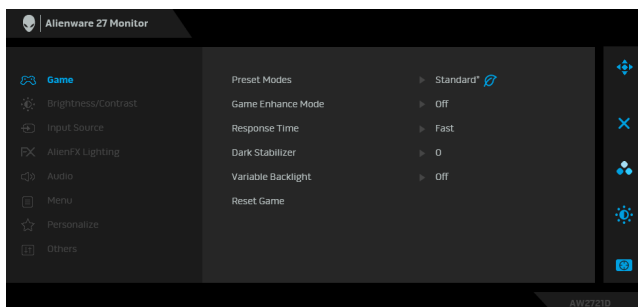 Alienware 27 Monitor
Game
Brightness/Contrast
Input Source
FX AlienFX Lighting
Audio
Menu
Personalize
Others
Preset Modes Standard*
Game Enhance Mode Off
Response Time Fast
Dark Stabilizer 0
Variable Backlight Off
Reset Game
AW2721D